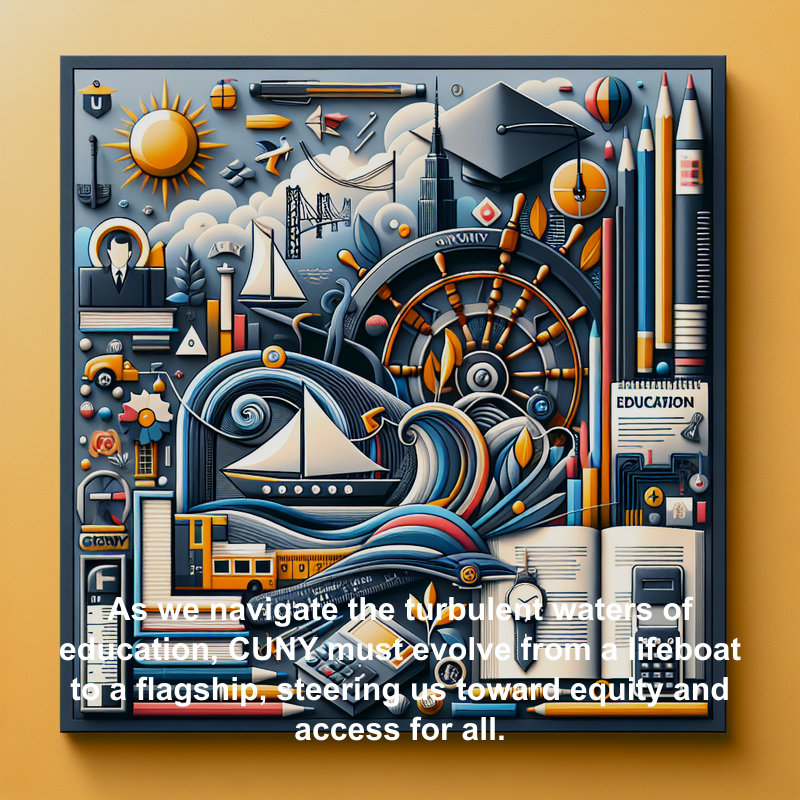 U
EDUCATION
As we navigate the turbulent waters of
education, CUNY must evolve from a lifeboat
to a flagship, steering us toward equity and
access for all.